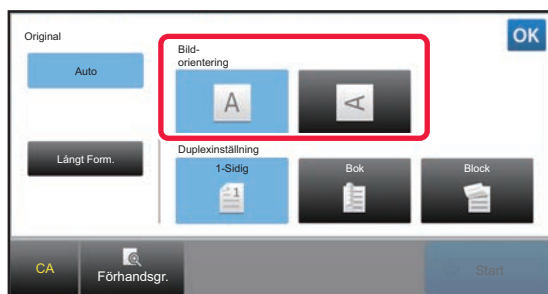 Original
OK
Bild-
orientering
Auto
A
A
Långt Form.
Duplexinställning
1-Sidig
Bok
Block
1
CA
Förhandsgr.
Start